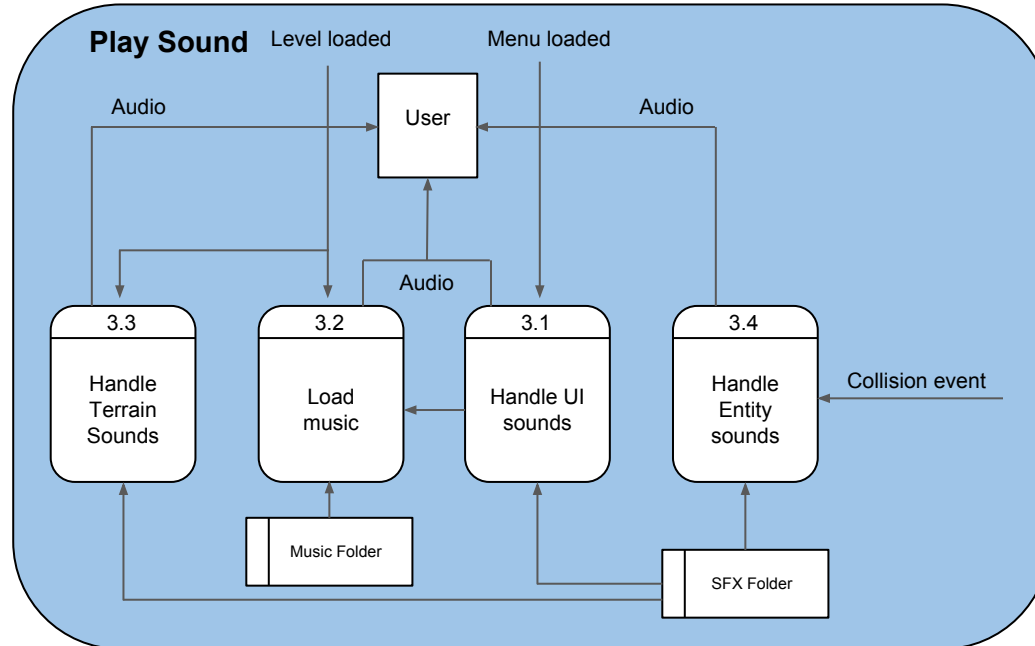 Play Sound
Level loaded
Menu loaded
Audio
User
Audio
Audio
3.3
Handle
Terrain
Sounds
3.2
Load
music
3.1
Handle UI
sounds
3.4
Handle
Entity
sounds
Collision event
Music Folder
SFX Folder